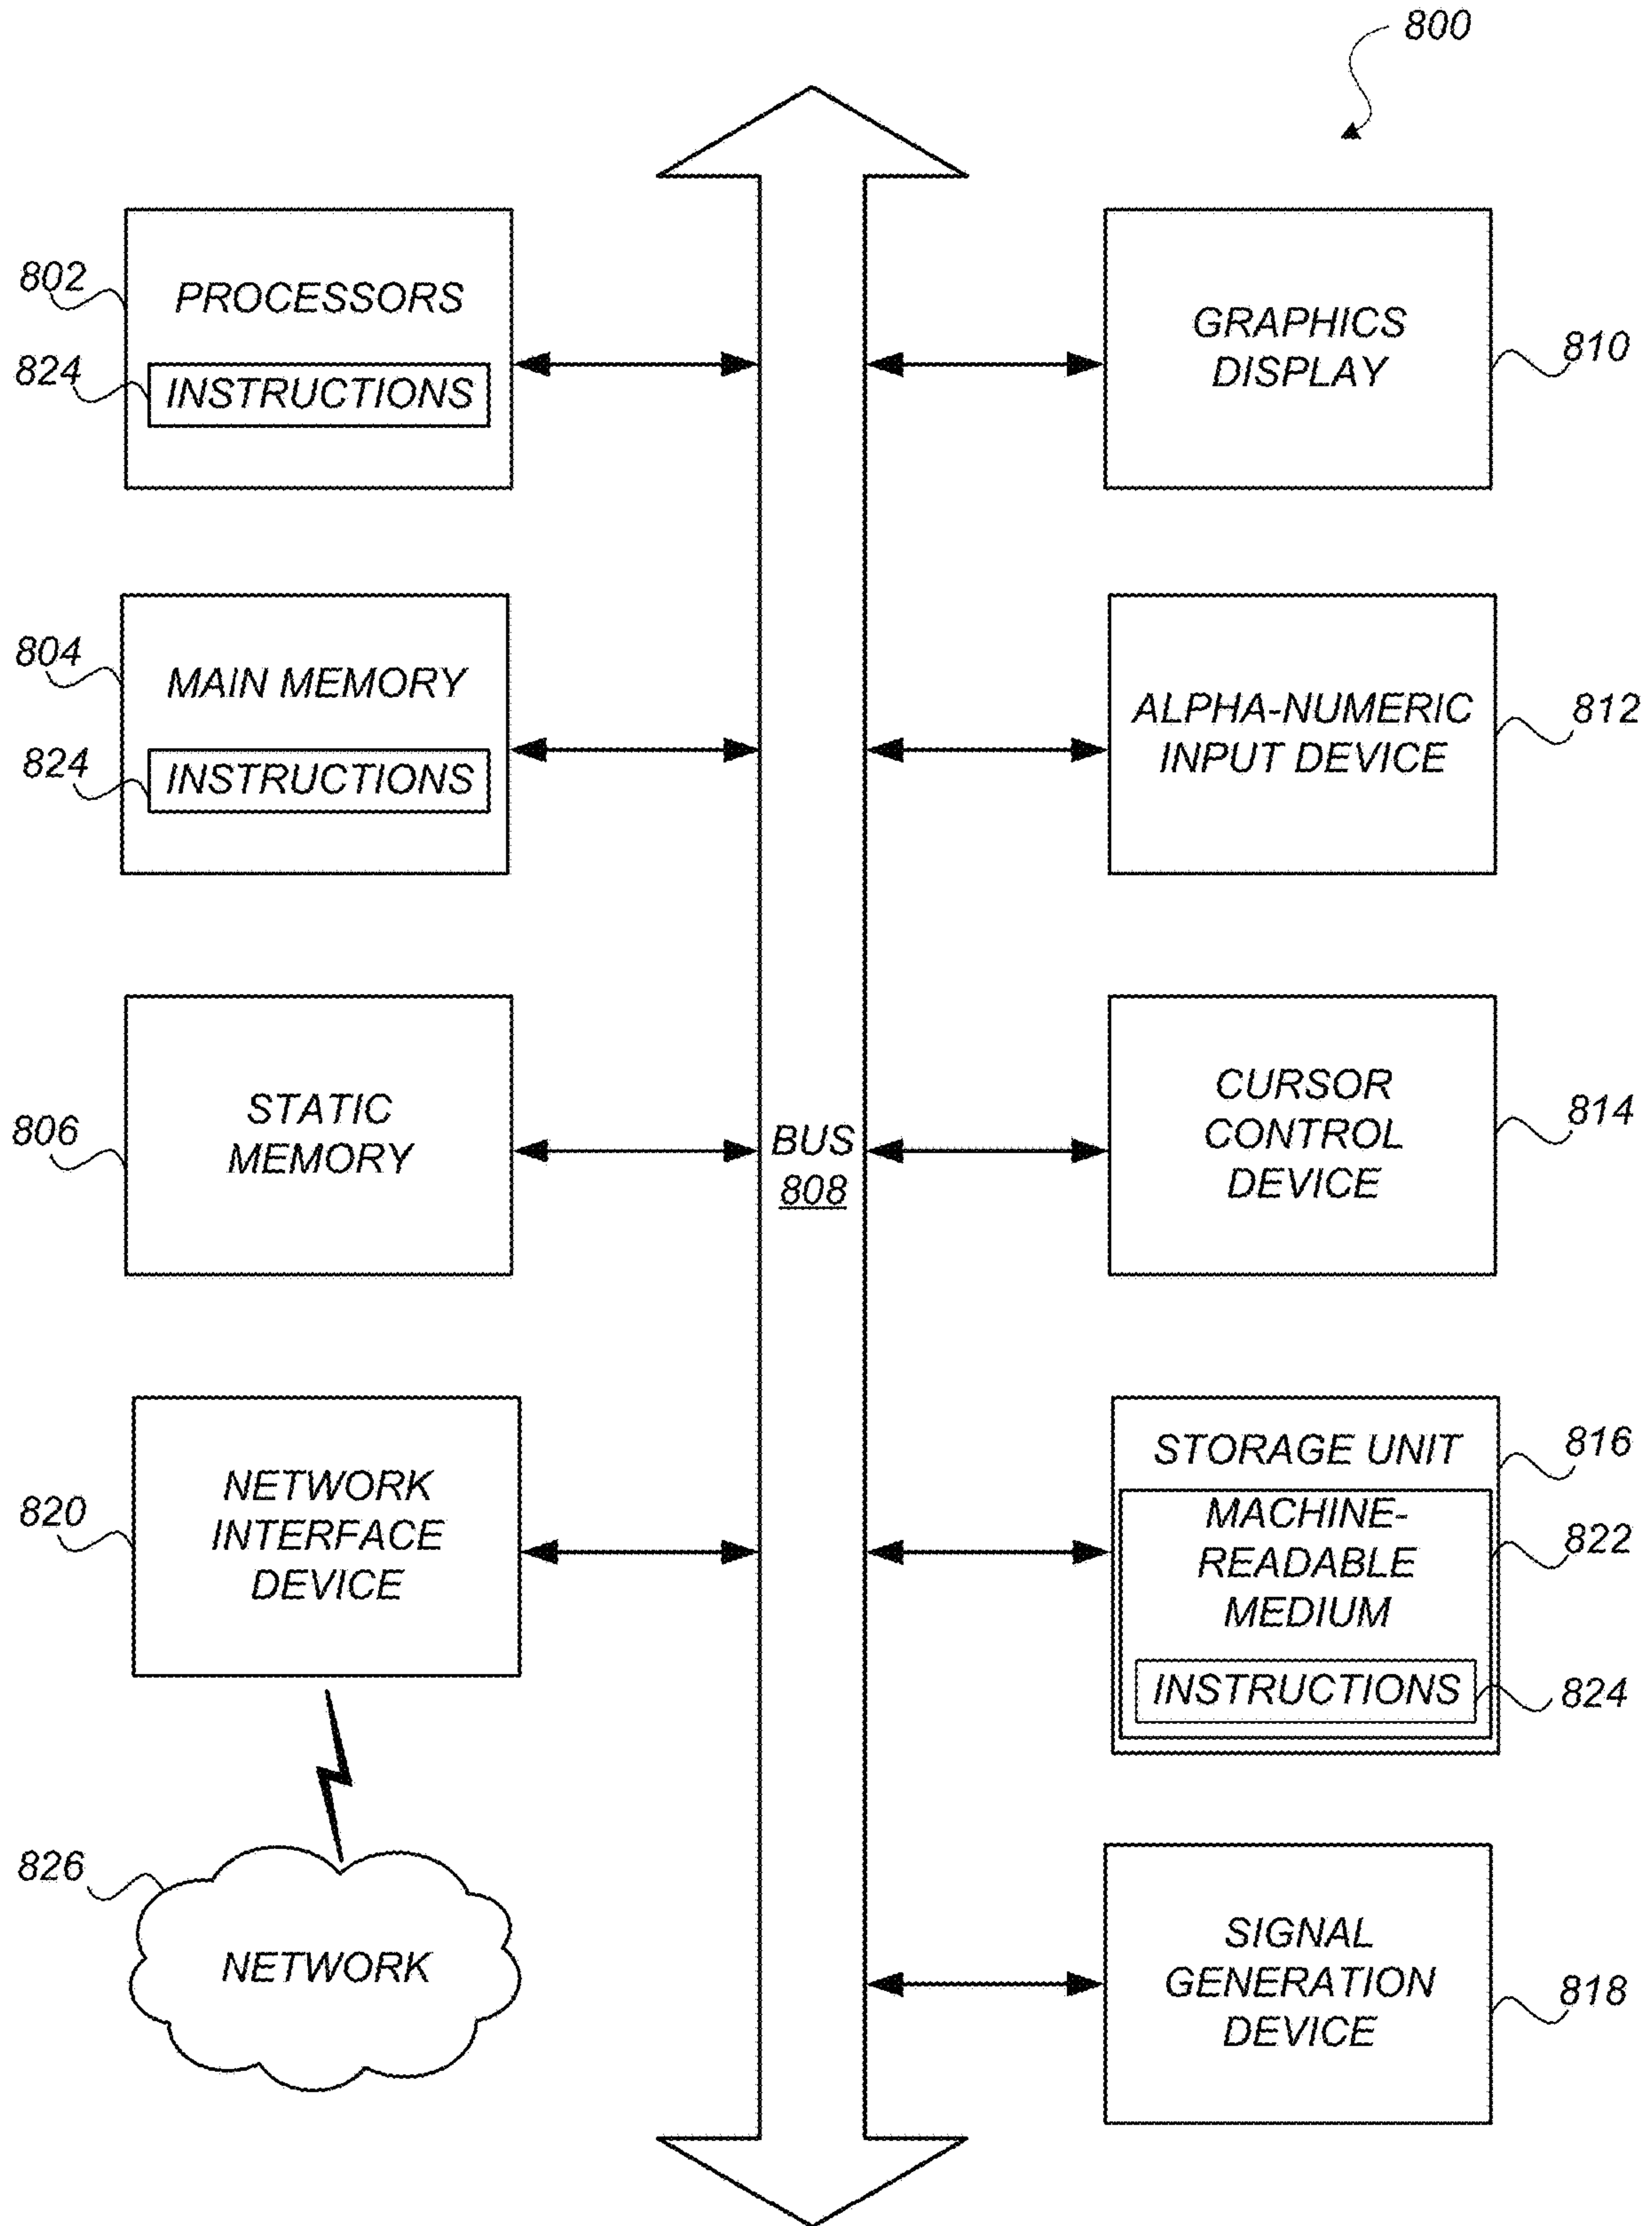 800
802
PROCESSORS
824
INSTRUCTIONS
GRAPHICS
DISPLAY
810
804
MAIN MEMORY
824
INSTRUCTIONS
ALPHA-NUMERIC
INPUT DEVICE
812
806
STATIC
MEMORY
BUS
808
CURSOR
CONTROL
DEVICE
814
820
NETWORK
INTERFACE
DEVICE
STORAGE UNIT
816
MACHINE-
READABLE
MEDIUM
822
INSTRUCTIONS
824
826
NETWORK
SIGNAL
GENERATION
DEVICE
818